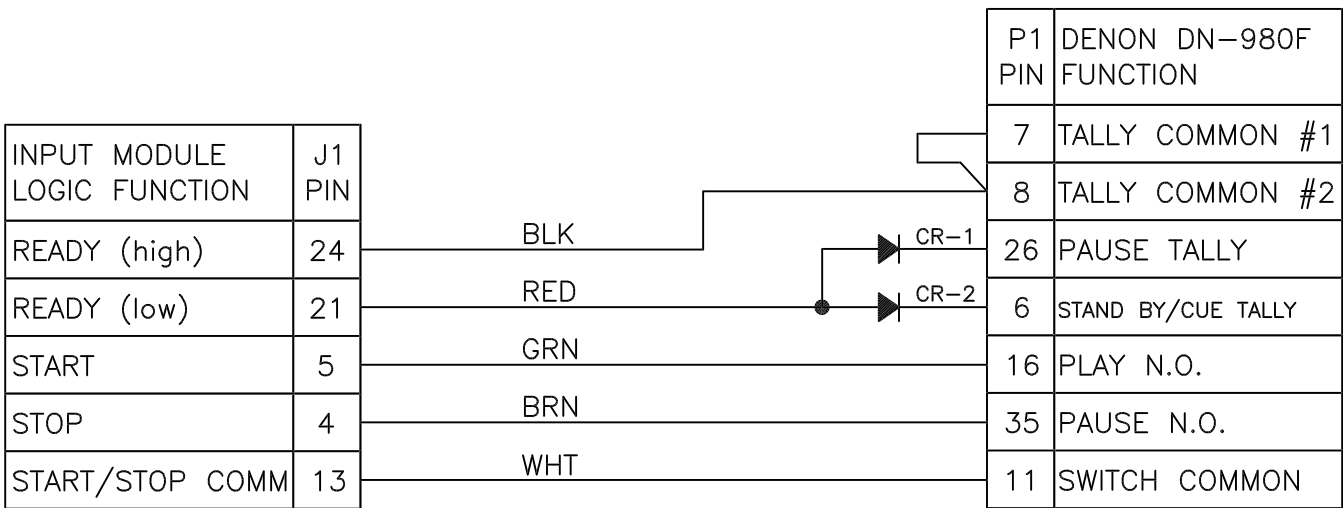 P1 DENON DN-980F
PIN FUNCTION
7 TALLY COMMON #1
INPUT MODULE J1
LOGIC FUNCTION PIN
8 TALLY COMMON #2
READY (high) 24 BLK CR-1 26 PAUSE TALLY
READY (low) 21 RED CR-2 6 STAND BY/CUE TALLY
START 5 GRN 16 PLAY N.O.
STOP 4 BRN 35 PAUSE N.O.
START/STOP COMM 13 WHT 11 SWITCH COMMON